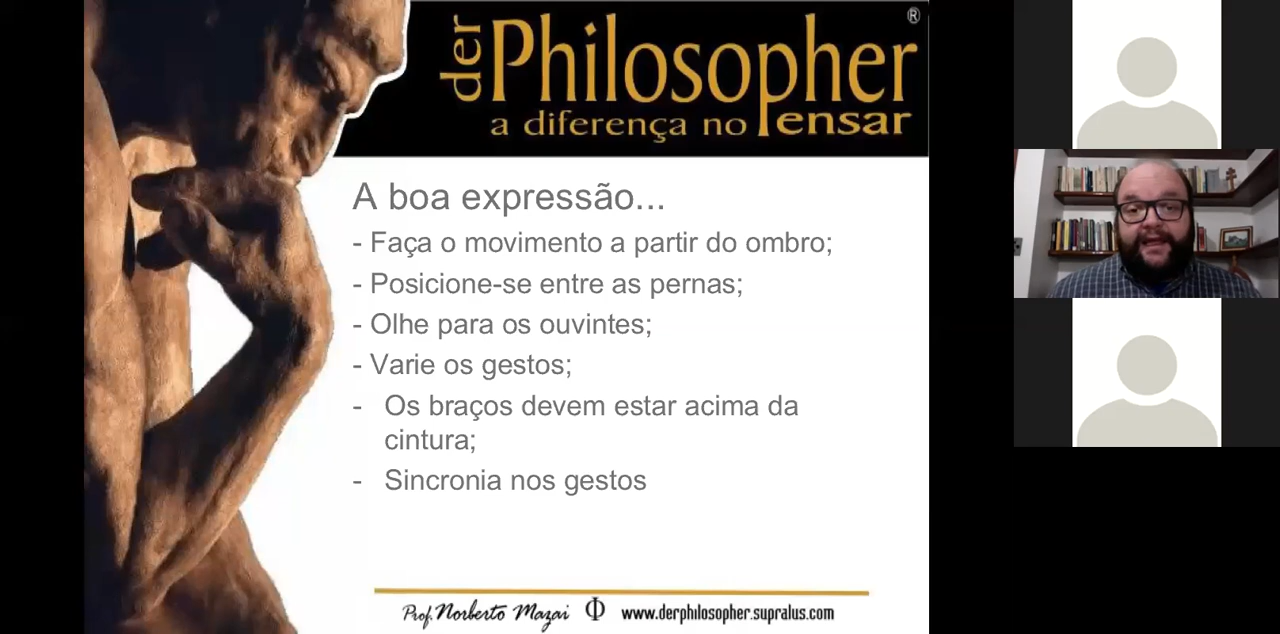 der Philosopher ®
a diferença no Pensar
A boa expressão...
- Faça o movimento a partir do ombro;
- Posicione-se entre as pernas;
- Olhe para os ouvintes;
- Varie os gestos;
- Os braços devem estar acima da
cintura;
- Sincronia nos gestos
Prof. Norberto Mazai Φ www.derphilosopher.supralus.com